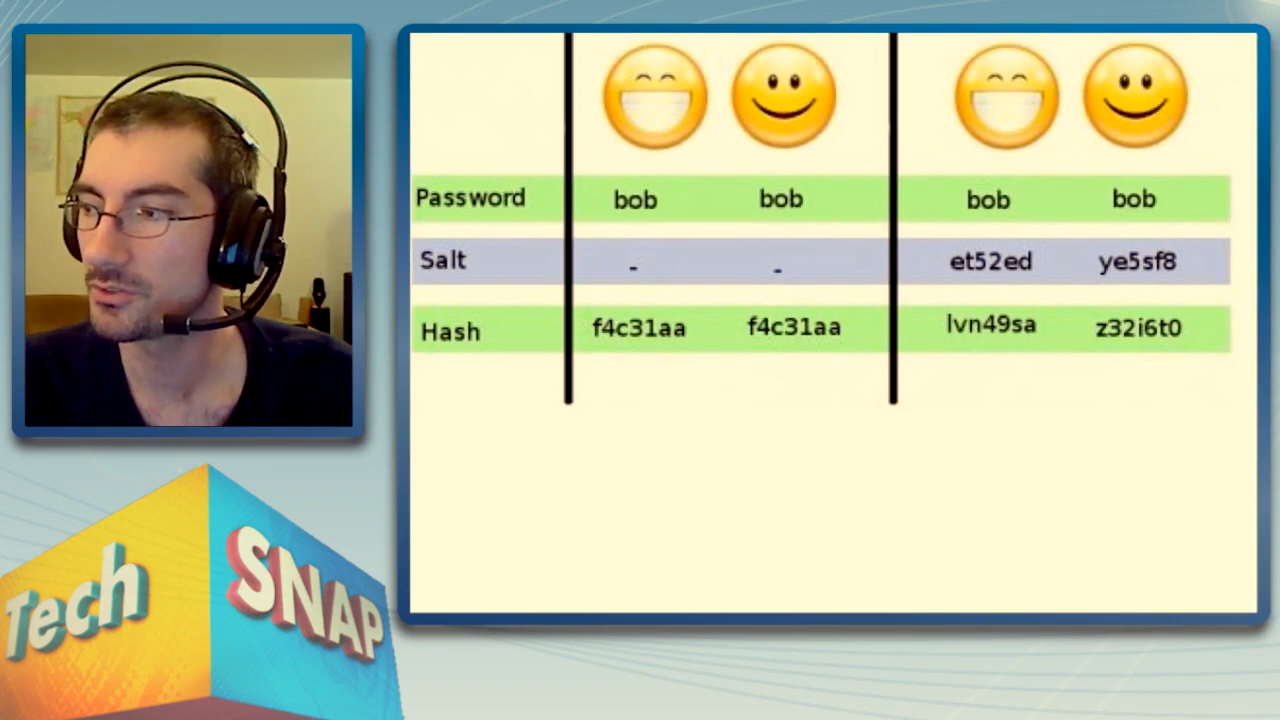 Password bob bob bob bob
Salt - - et52ed ye5sf8
Hash f4c31aa f4c31aa lvn49sa z32i6t0
Tech SNAP